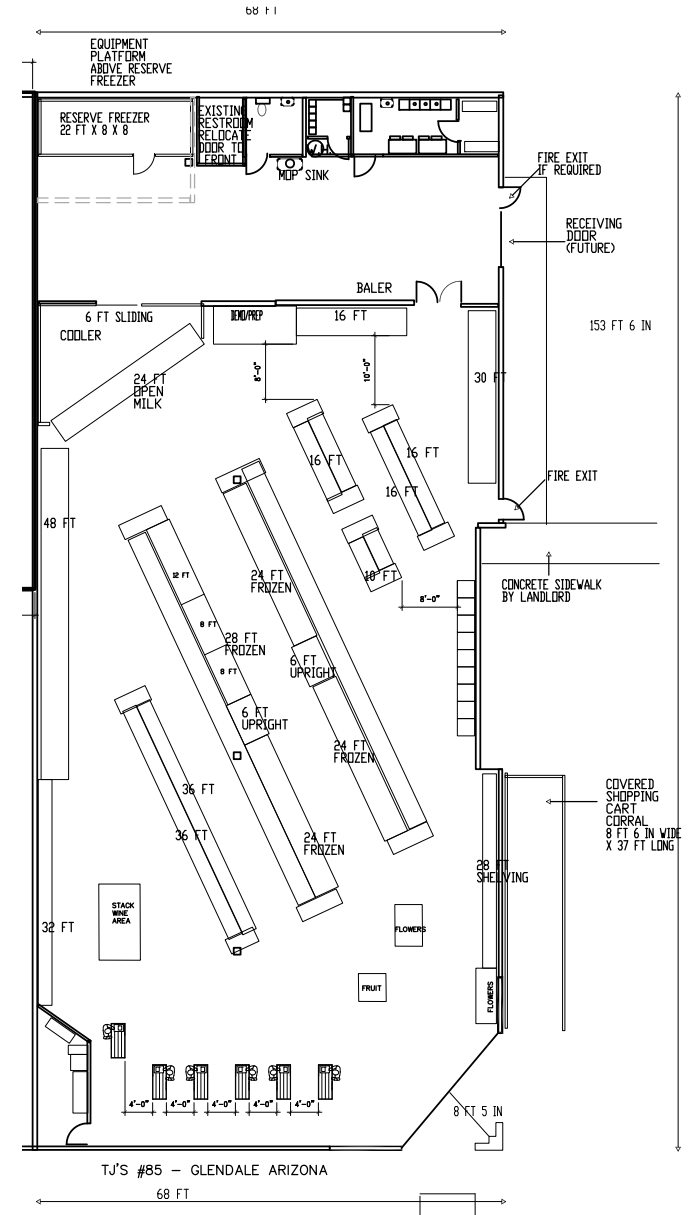 68 FT
EQUIPMENT
PLATFORM
ABOVE RESERVE
FREEZER
RESERVE FREEZER
22 FT X 8 X 8
EXISTING
RESTROOM
RELOCATE
DOOR TO
FRONT
MOP SINK
FIRE EXIT
IF REQUIRED
RECEIVING
DOOR
(FUTURE)
BALER
6 FT SLIDING
COOLER
DEMO/PREP
16 FT
153 FT 6 IN
8'-0"
10'-0"
24 FT
OPEN
MILK
30 FT
16 FT
16 FT
16 FT
FIRE EXIT
48 FT
10 FT
12 FT
24 FT
FROZEN
8'-0"
CONCRETE SIDEWALK
BY LANDLORD
8 FT
28 FT
FROZEN
8 FT
6 FT
UPRIGHT
6 FT
UPRIGHT
24 FT
FROZEN
36 FT
36 FT
24 FT
FROZEN
COVERED
SHOPPING
CART
CORRAL
8 FT 6 IN WIDE
X 37 FT LONG
28 FT
SHELVING
STACK
WINE
AREA
32 FT
FLOWERS
FRUIT
FLOWERS
4'-0"
4'-0"
4'-0"
4'-0"
4'-0"
8 FT 5 IN
TJ'S #85 – GLENDALE ARIZONA
68 FT